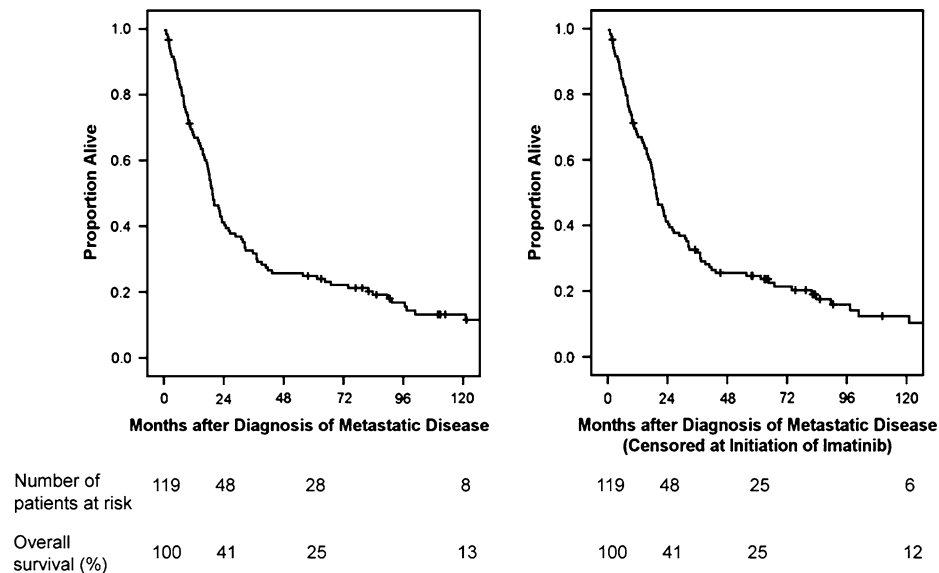 1.0
0.8
0.6
0.4
0.2
0.0
Proportion Alive
0 24 48 72 96 120
Months after Diagnosis of Metastatic Disease
1.0
0.8
0.6
0.4
0.2
0.0
Proportion Alive
0 24 48 72 96 120
Months after Diagnosis of Metastatic Disease
(Censored at Initiation of Imatinib)
Number of
patients at risk
119 48 28 8
119 48 25 6
Overall
survival (%)
100 41 25 13
100 41 25 12